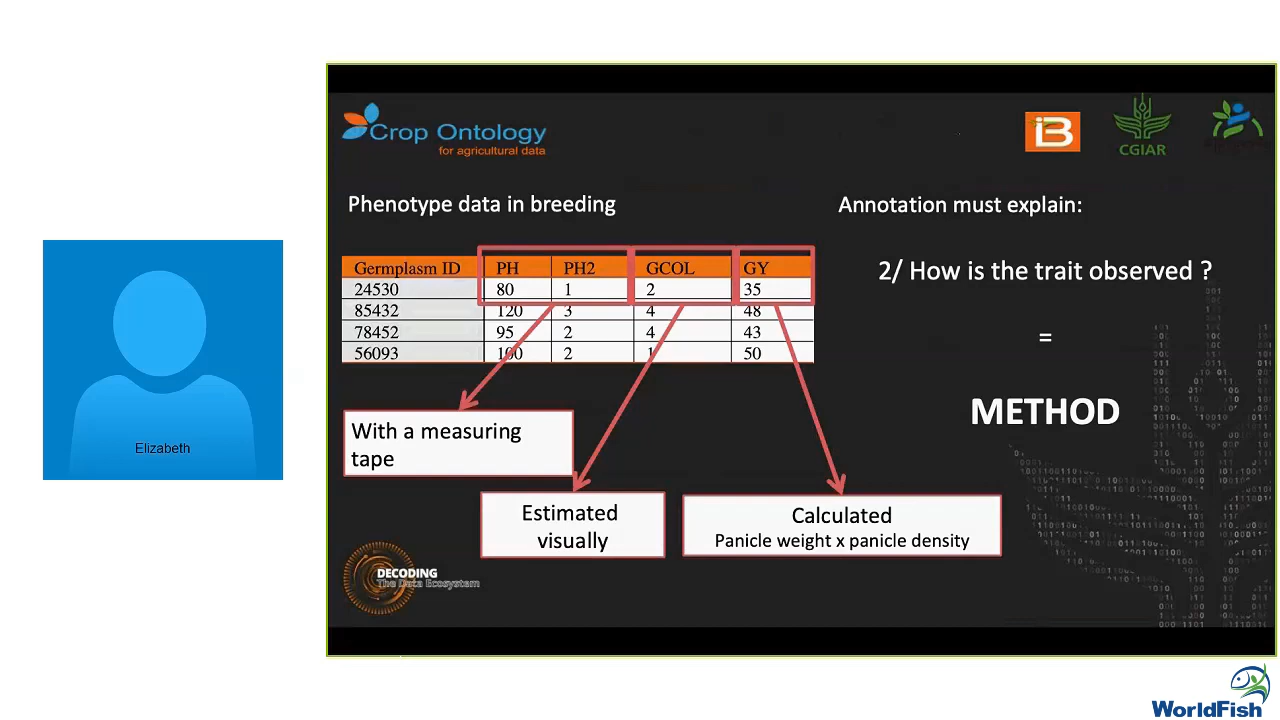 Crop Ontology
for agricultural data
B
CGIAR
Phenotype data in breeding
Annotation must explain:
Germplasm ID PH PH2 GCOL GY
24530 80 1 2 35
85432 120 3 4 48
78452 95 2 4 43
56093 100 2 1 50
2/ How is the trait observed ?
=
METHOD
With a measuring
tape
Estimated
visually
Calculated
Panicle weight x panicle density
Elizabeth
DECODING
The Data Ecosystem
WorldFish